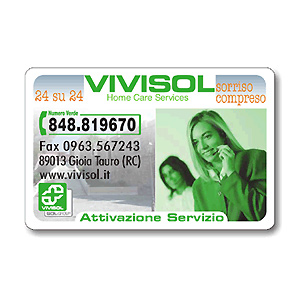 24 su 24
VIVISOL
sorriso
compreso
Home Care Services
Numero Verde
848.819670
Fax 0963.567243
89013 Gioia Tauro (RC)
www.vivisol.it
VIVISOL
Attivazione Servizio